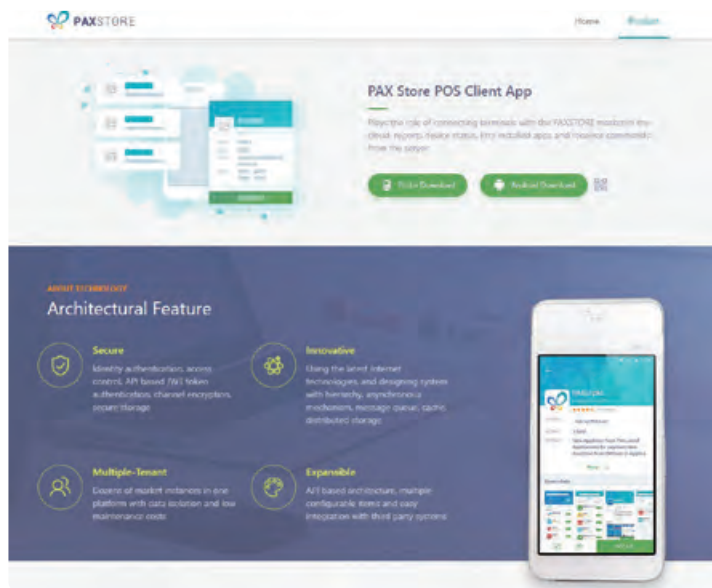 PAXSTORE
Home Product
PAX Store POS Client App
Plays the role of connecting terminals with the PAXSTORE
cloud, reports device status, installed apps and commands
from the server
Download Android Download
ABOUT TECHNOLOGY
Architectural Feature
Secure
Identity authentication, access
control, API based JWT token
authentication, channel encryption,
secure storage
Innovative
Using the latest Internet
technologies, and designing system
with hierarchy, asynchronous
mechanism, message queue, cache,
distributed storage
Multiple-Tenant
Dozens of market instances in one
platform with data isolation and low
maintenance costs
Expansible
API based architecture, multiple
configurable items and easy
integration with third party systems
PAXSTORE